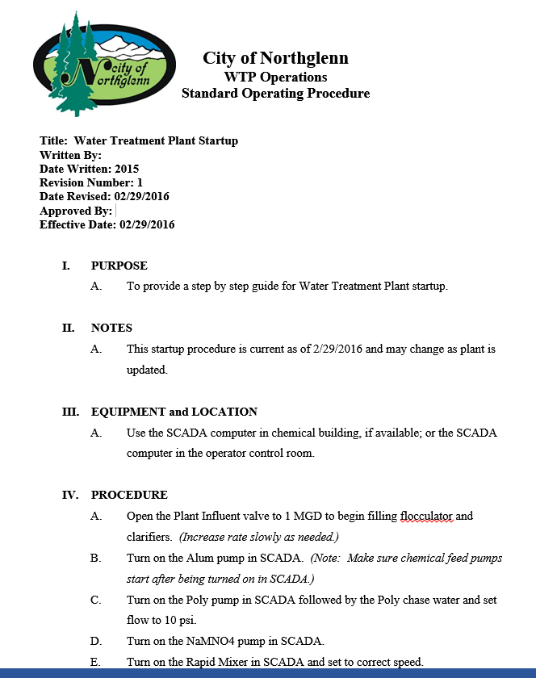 city of
Northglenn
City of Northglenn
WTP Operations
Standard Operating Procedure
Title:  Water Treatment Plant Startup
Written By:
Date Written: 2015
Revision Number: 1
Date Revised: 02/29/2016
Approved By:
Effective Date: 02/29/2016
I. PURPOSE
A. To provide a step by step guide for Water Treatment Plant startup.
II. NOTES
A. This startup procedure is current as of 2/29/2016 and may change as plant is
updated.
III. EQUIPMENT and LOCATION
A. Use the SCADA computer in chemical building, if available; or the SCADA
computer in the operator control room.
IV. PROCEDURE
A. Open the Plant Influent valve to 1 MGD to begin filling flocculator and
clarifiers.  (Increase rate slowly as needed.)
B. Turn on the Alum pump in SCADA.  (Note:  Make sure chemical feed pumps
start after being turned on in SCADA.)
C. Turn on the Poly pump in SCADA followed by the Poly chase water and set
flow to 10 psi.
D. Turn on the NaMNO4 pump in SCADA.
E. Turn on the Rapid Mixer in SCADA and set to correct speed.